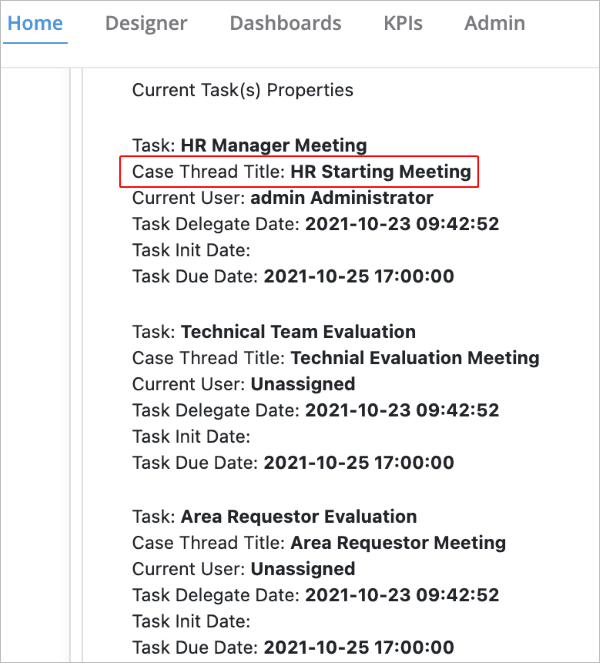 Home Designer Dashboards KPIs Admin
Current Task(s) Properties
Task: HR Manager Meeting
Case Thread Title: HR Starting Meeting
Current User: admin Administrator
Task Delegate Date: 2021-10-23 09:42:52
Task Init Date:
Task Due Date: 2021-10-25 17:00:00
Task: Technical Team Evaluation
Case Thread Title: Technial Evaluation Meeting
Current User: Unassigned
Task Delegate Date: 2021-10-23 09:42:52
Task Init Date:
Task Due Date: 2021-10-25 17:00:00
Task: Area Requestor Evaluation
Case Thread Title: Area Requestor Meeting
Current User: Unassigned
Task Delegate Date: 2021-10-23 09:42:52
Task Init Date:
Task Due Date: 2021-10-25 17:00:00